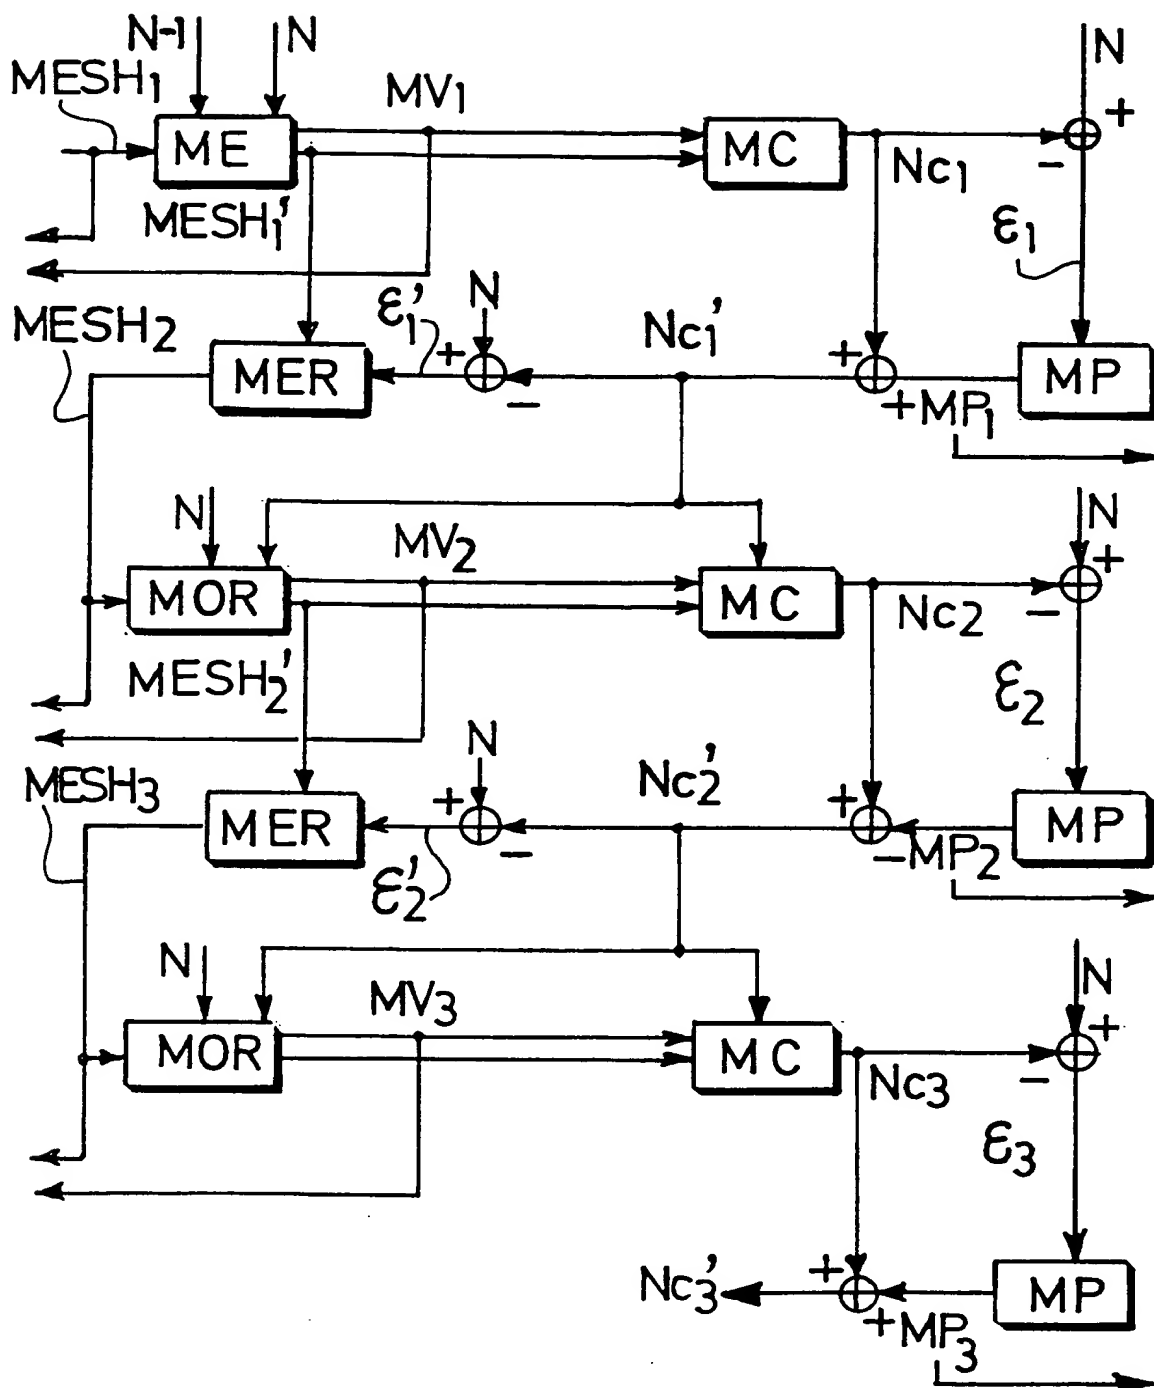 N-1 N N
MESH1 MV1 +
ME MC Nc1 -
MESH1' ε1
MESH2 ε1' N Nc1' +
MER + - + MP1 MP
N MV2 N +
MOR MC Nc2 -
MESH2' ε2
MESH3 N Nc2' +
MER + - - MP2 MP
ε2'
N MV3 N +
MOR MC Nc3 -
ε3
Nc3' + + MP3 MP